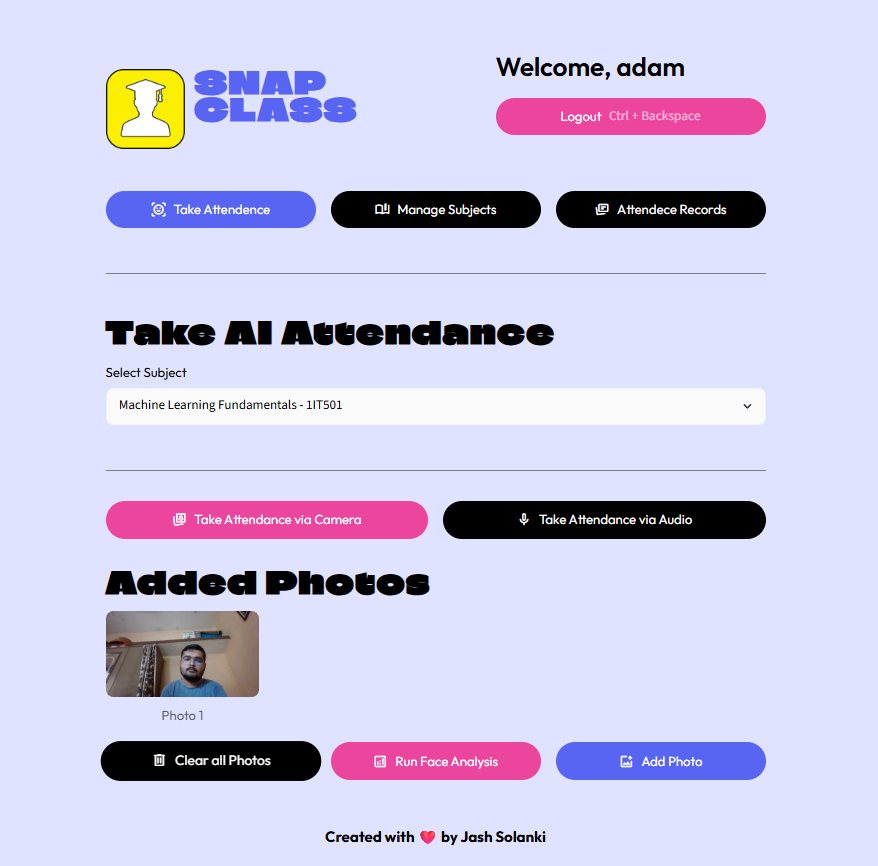 SNAP
CLASS
Welcome, adam
Logout Ctrl + Backspace
Take Attendence
Manage Subjects
Attendece Records
Take AI Attendance
Select Subject
Machine Learning Fundamentals - 1IT501
Take Attendance via Camera
Take Attendance via Audio
Added Photos
Photo 1
Clear all Photos
Run Face Analysis
Add Photo
Created with ❤️ by Jash Solanki